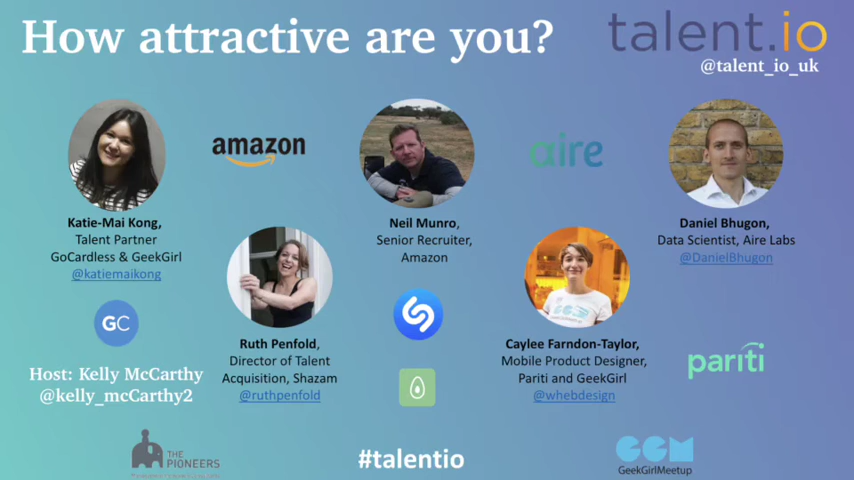 How attractive are you?
talent.io
@talent_io_uk
amazon
aire
Katie-Mai Kong,
Talent Partner
GoCardless & GeekGirl
@katiemaikong
Neil Munro,
Senior Recruiter,
Amazon
Daniel Bhugon,
Data Scientist, Aire Labs
@DanielBhugon
GC
Ruth Penfold,
Director of Talent
Acquisition, Shazam
@ruthpenfold
Caylee Farndon-Taylor,
Mobile Product Designer,
Pariti and GeekGirl
@whebdesign
pariti
Host: Kelly McCarthy
@kelly_mcCarthy2
THE
PIONEERS
#talentio
GGM
GeekGirlMeetup